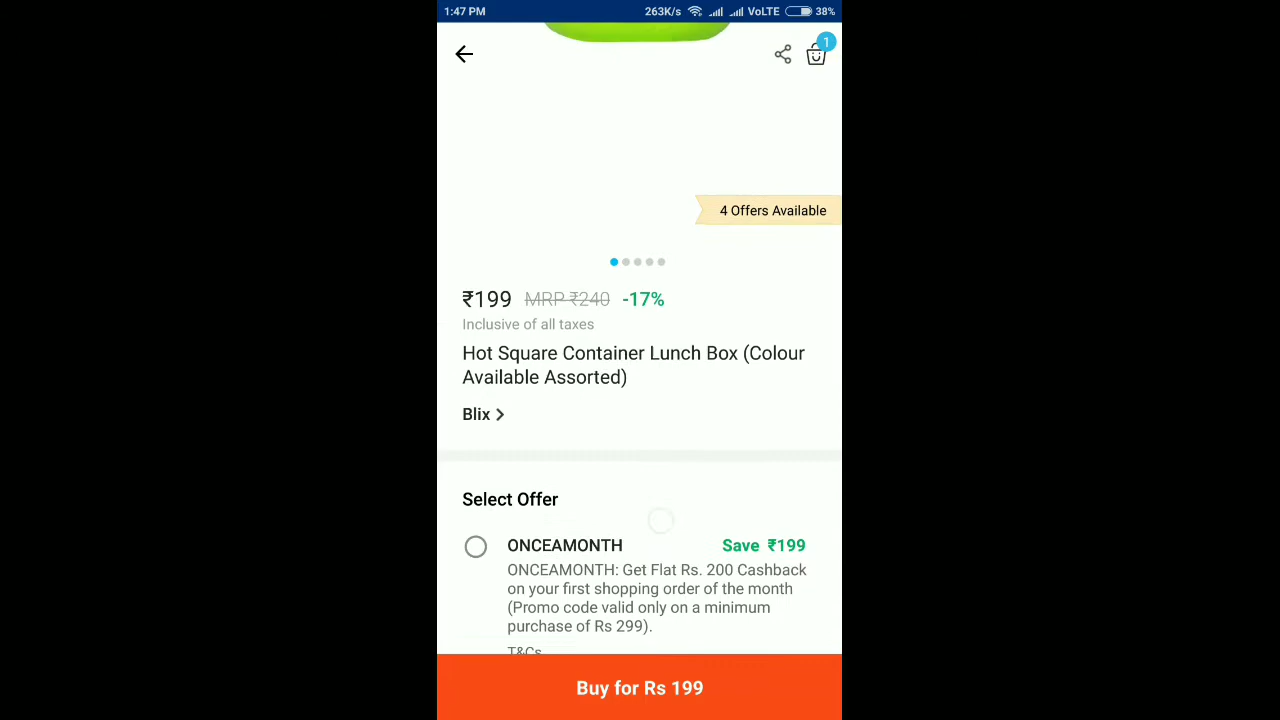 1:47 PM 263K/s VoLTE 38%
1
4 Offers Available
₹199 MRP ₹240 -17%
Inclusive of all taxes
Hot Square Container Lunch Box (Colour
Available Assorted)
Blix
Select Offer
ONCEAMONTH Save ₹199
ONCEAMONTH: Get Flat Rs. 200 Cashback
on your first shopping order of the month
(Promo code valid only on a minimum
purchase of Rs 299).
T&Cs
Buy for Rs 199